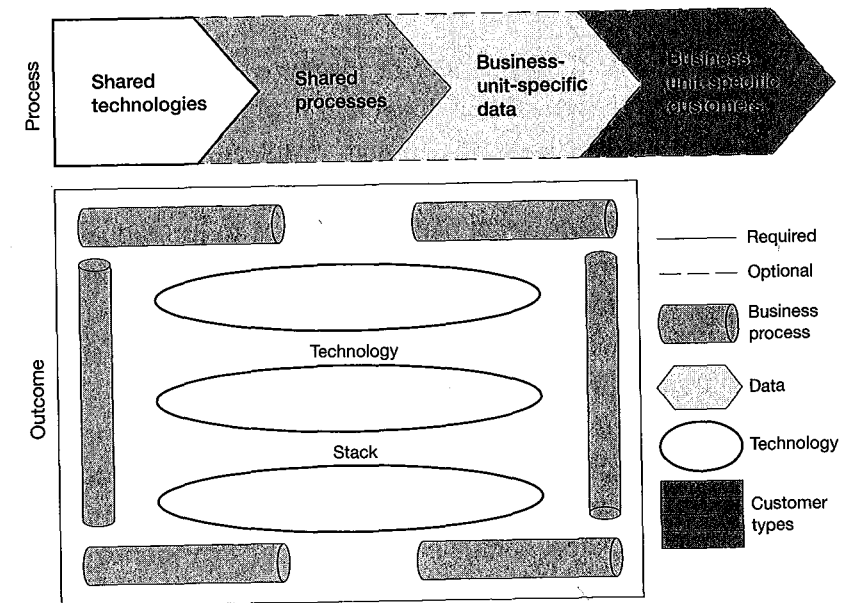 Process
Shared
technologies
Shared
processes
Business-
unit-specific
data
Business
unit-specific
customers
Outcome
Technology
Stack
Required
Optional
Business
process
Data
Technology
Customer
types